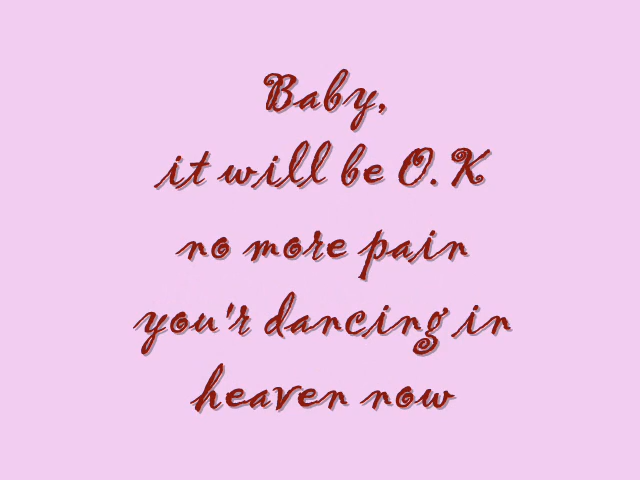 Baby,
it will be O.K
no more pain
you'r dancing in
heaven now